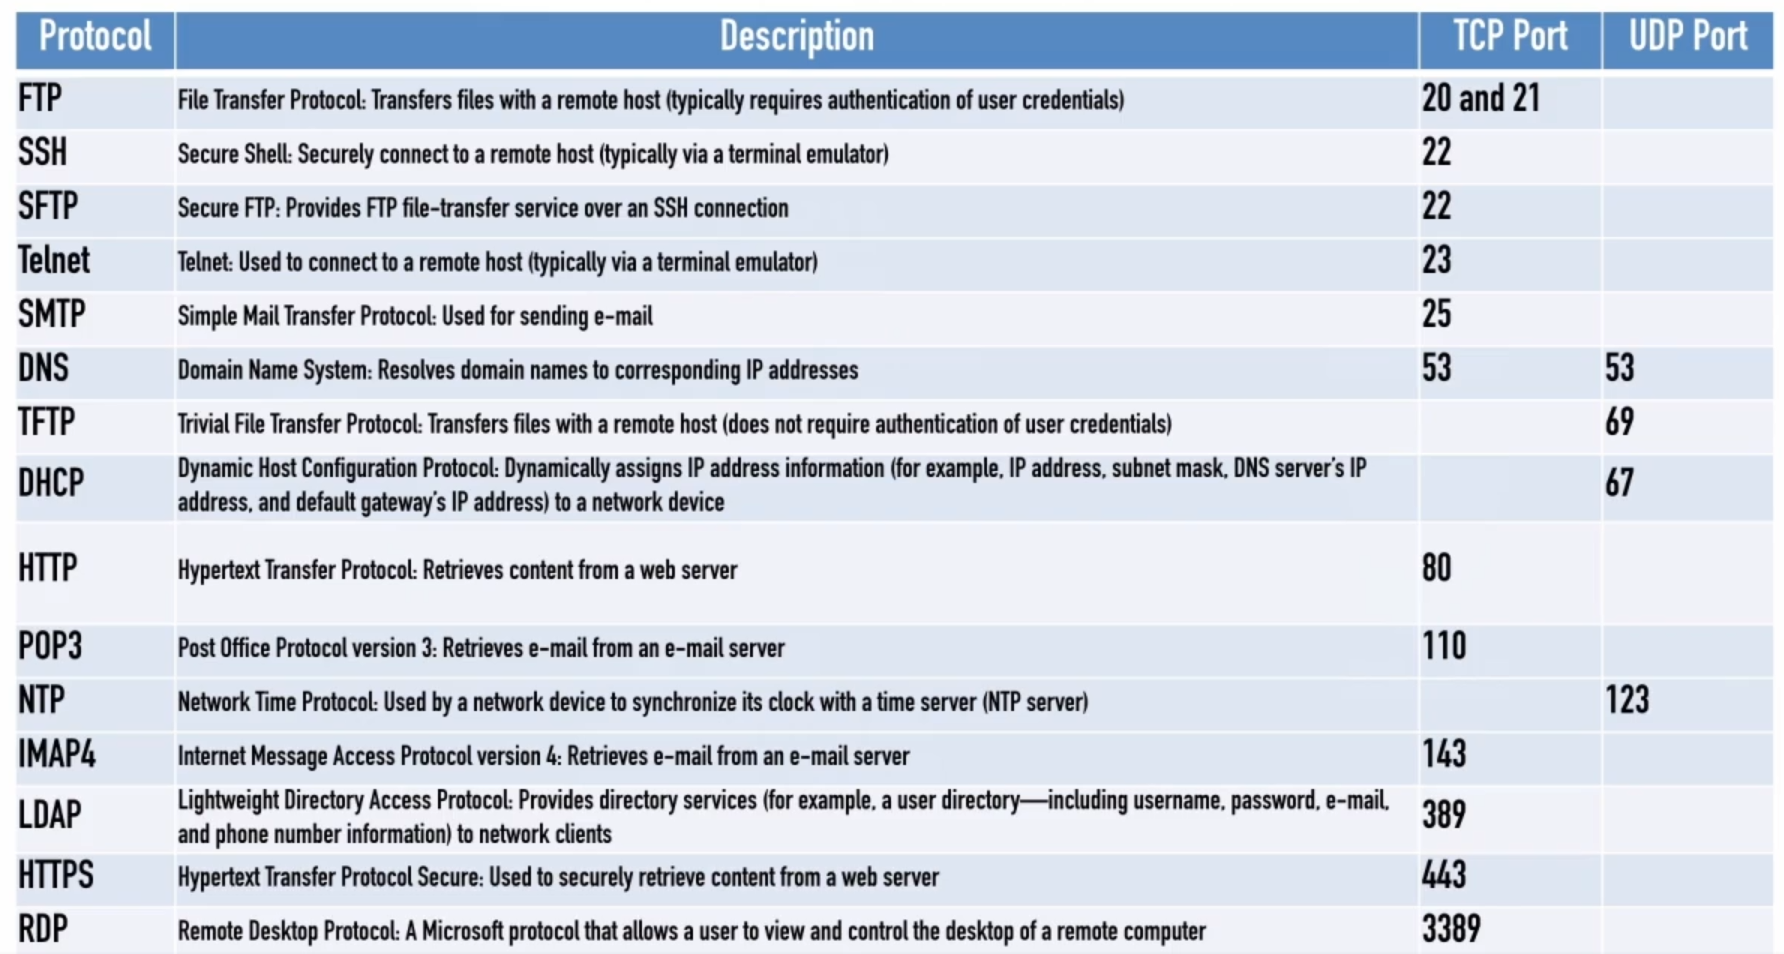 Protocol Description TCP Port UDP Port
FTP File Transfer Protocol: Transfers files with a remote host (typically requires authentication of user credentials) 20 and 21
SSH Secure Shell: Securely connect to a remote host (typically via a terminal emulator) 22
SFTP Secure FTP: Provides FTP file-transfer service over an SSH connection 22
Telnet Telnet: Used to connect to a remote host (typically via a terminal emulator) 23
SMTP Simple Mail Transfer Protocol: Used for sending e-mail 25
DNS Domain Name System: Resolves domain names to corresponding IP addresses 53 53
TFTP Trivial File Transfer Protocol: Transfers files with a remote host (does not require authentication of user credentials) 69
DHCP Dynamic Host Configuration Protocol: Dynamically assigns IP address information (for example, IP address, subnet mask, DNS server's IP
address, and default gateway's IP address) to a network device 67
HTTP Hypertext Transfer Protocol: Retrieves content from a web server 80
POP3 Post Office Protocol version 3: Retrieves e-mail from an e-mail server 110
NTP Network Time Protocol: Used by a network device to synchronize its clock with a time server (NTP server) 123
IMAP4 Internet Message Access Protocol version 4: Retrieves e-mail from an e-mail server 143
LDAP Lightweight Directory Access Protocol: Provides directory services (for example, a user directory—including username, password, e-mail,
and phone number information) to network clients 389
HTTPS Hypertext Transfer Protocol Secure: Used to securely retrieve content from a web server 443
RDP Remote Desktop Protocol: A Microsoft protocol that allows a user to view and control the desktop of a remote computer 3389